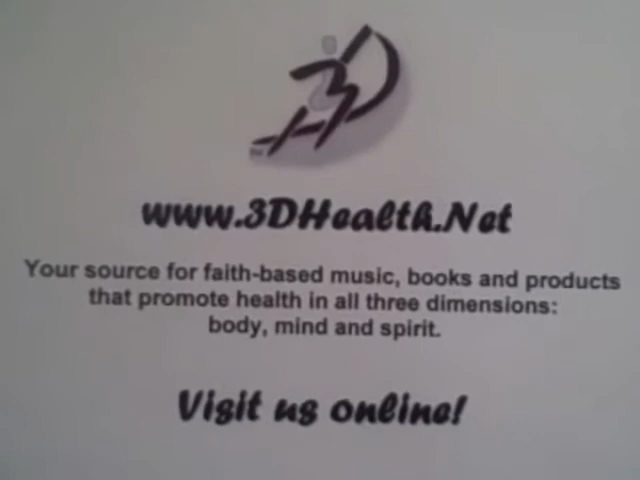 www.3DHealth.Net
Your source for faith-based music, books and products
that promote health in all three dimensions:
body, mind and spirit.
Visit us online!